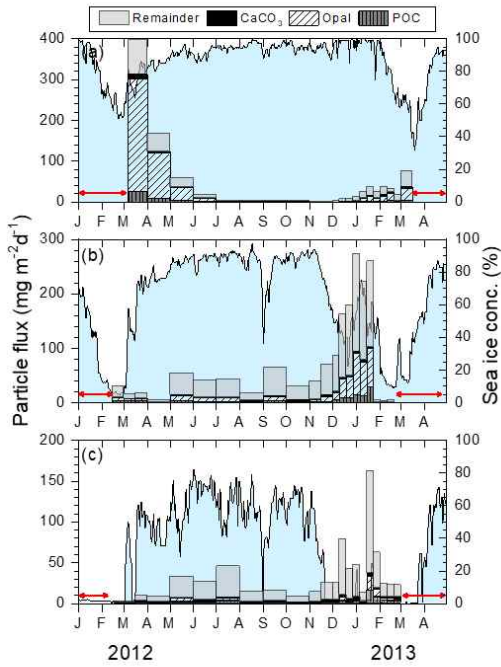 Remainder CaCO₃ Opal POC
400 100
a)
300 80
60
200
40
100 20
0 0
J F M A M J J A S O N D J F M A
300 100
(b)
80
200 60
40
100
20
0 0
J F M A M J J A S O N D J F M A
200 100
(c)
150 80
60
100
40
50 20
0 0
J F M A M J J A S O N D J F M A
Particle flux (mg m⁻²d⁻¹)
Sea ice conc. (%)
2012 2013